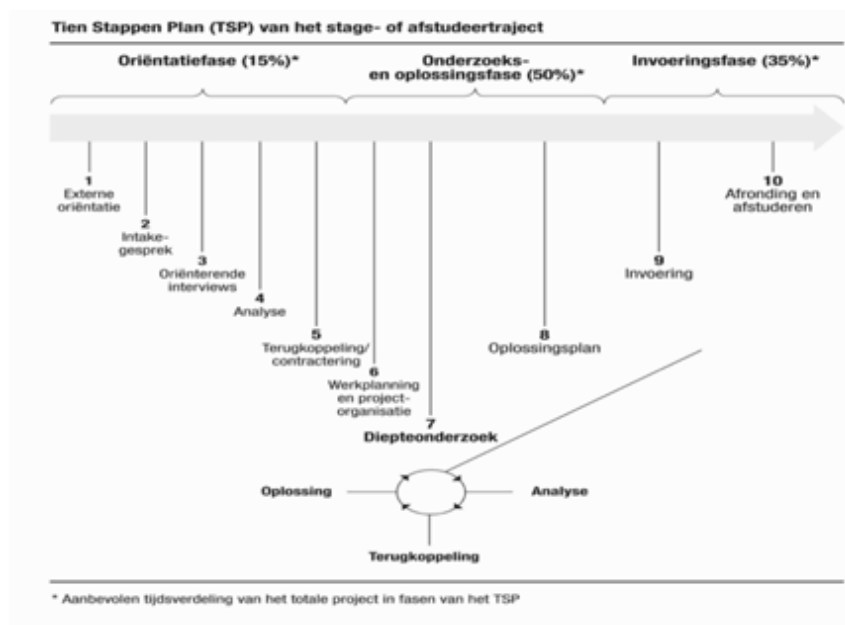 Tien Stappen Plan (TSP) van het stage- of afstudeertraject
Oriëntatiefase (15%)*
Onderzoeks-
en oplossingsfase (50%)*
Invoeringsfase (35%)*
1
Externe
oriëntatie
2
Intake-
gesprek
3
Oriënterende
interviews
4
Analyse
5
Terugkoppeling/
contractering
6
Werkplanning
en project-
organisatie
7
Diepteonderzoek
8
Oplossingsplan
9
Invoering
10
Afronding en
afstuderen
Oplossing
Analyse
Terugkoppeling
* Aanbevolen tijdsverdeling van het totale project in fasen van het TSP